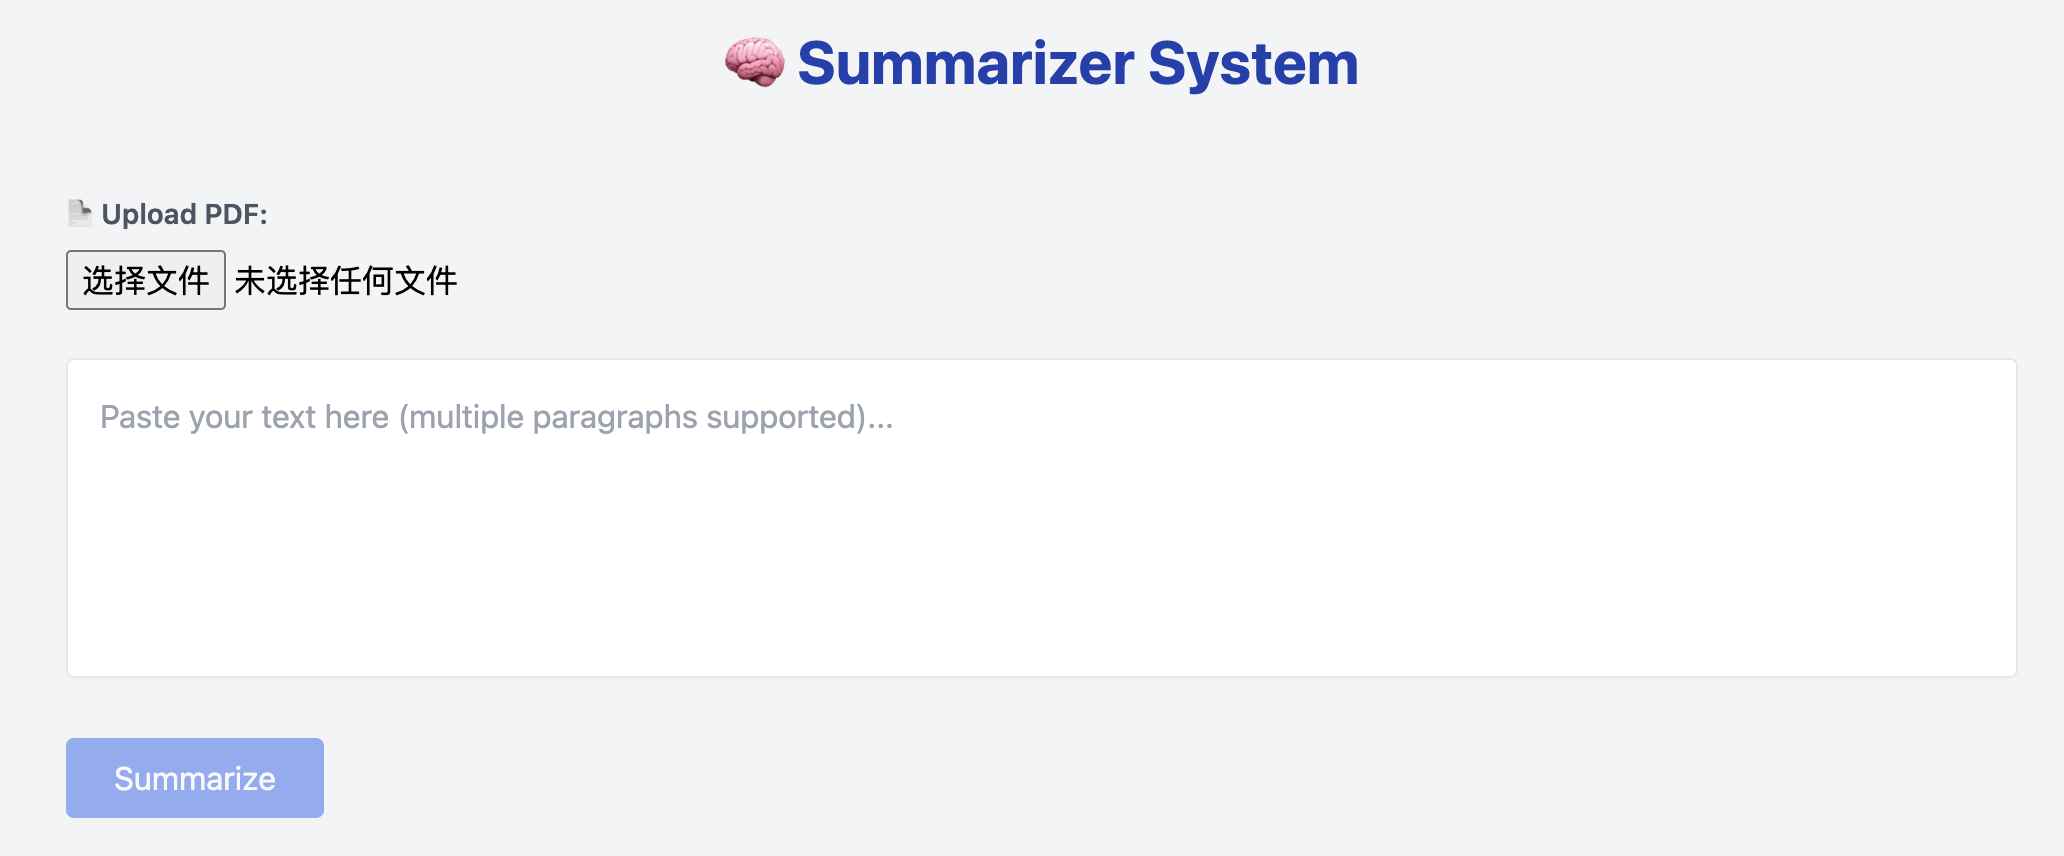 🧠 Summarizer System
📄 Upload PDF:
选择文件 未选择任何文件
Paste your text here (multiple paragraphs supported)...
Summarize